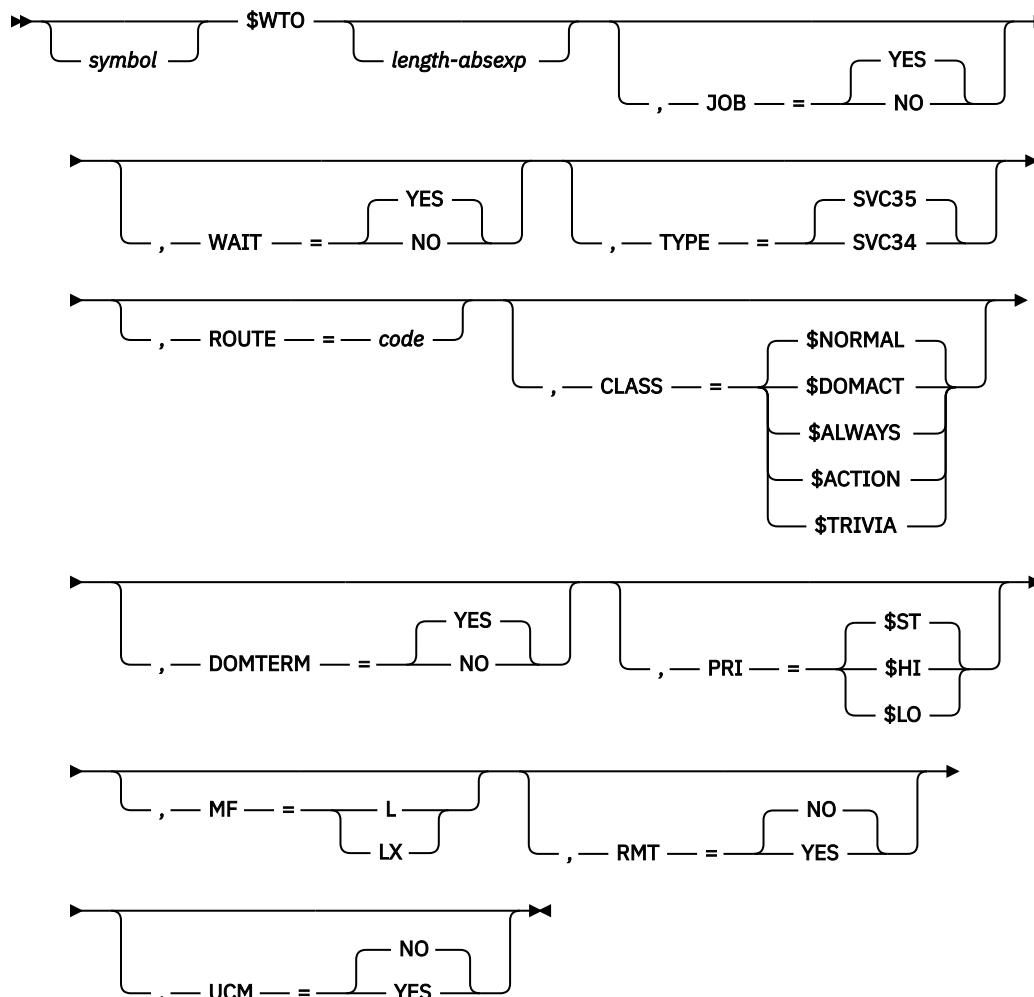 $WTO
symbol
length-absexp
, JOB = YES
NO
, WAIT = YES
NO
, TYPE = SVC35
SVC34
, ROUTE = code
, CLASS = $NORMAL
$DOMACT
$ALWAYS
$ACTION
$TRIVIA
, DOMTERM = YES
NO
, PRI = $ST
$HI
$LO
, MF = L
LX
, RMT = NO
YES
, UCM = NO
YES